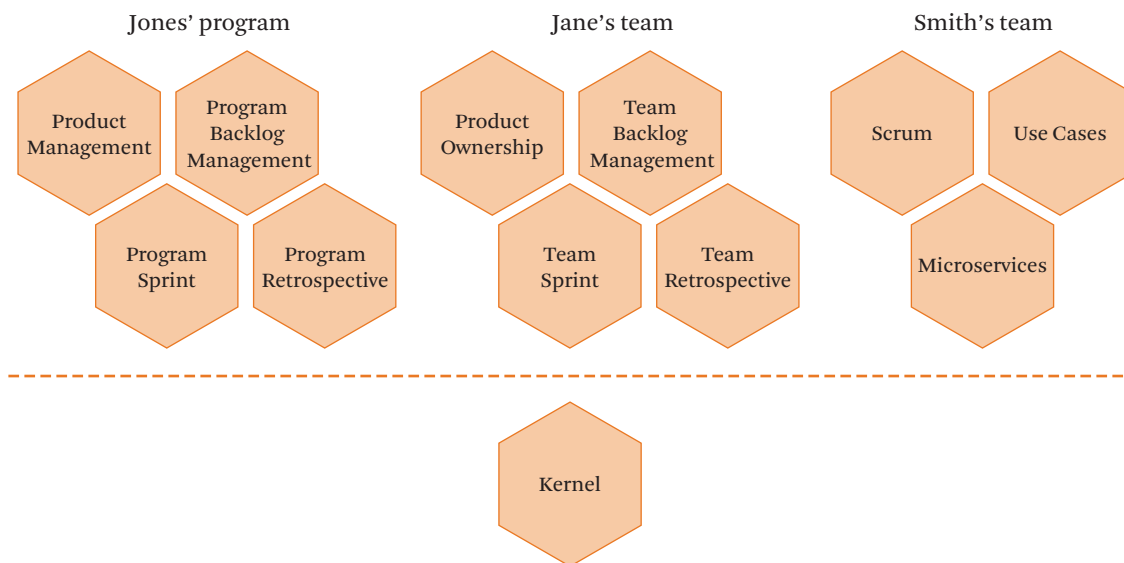 Jones’ program
Jane’s team
Smith’s team
Product
Management
Program
Backlog
Management
Program
Sprint
Program
Retrospective
Product
Ownership
Team
Backlog
Management
Team
Sprint
Team
Retrospective
Scrum
Use Cases
Microservices
Kernel